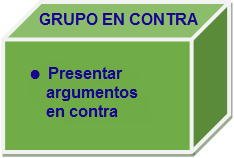 GRUPO EN CONTRA
● Presentar
argumentos
en contra